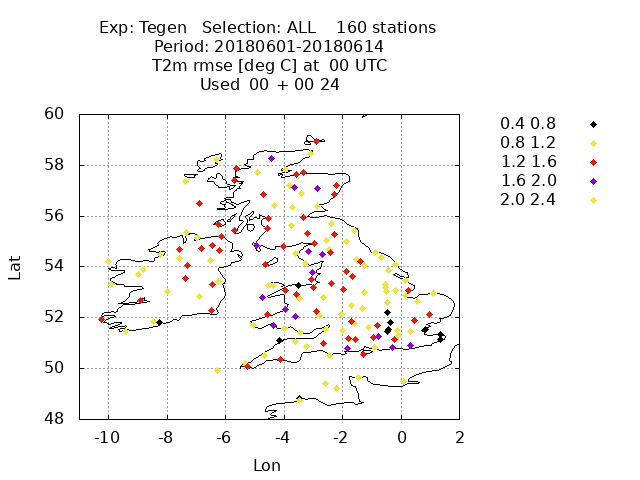 Exp: Tegen   Selection: ALL    160 stations
Period: 20180601-20180614
T2m rmse [deg C] at  00 UTC
Used  00 + 00 24
0.4 0.8
0.8 1.2
1.2 1.6
1.6 2.0
2.0 2.4
60
58
56
54
52
50
48
Lat
-10 -8 -6 -4 -2 0 2
Lon